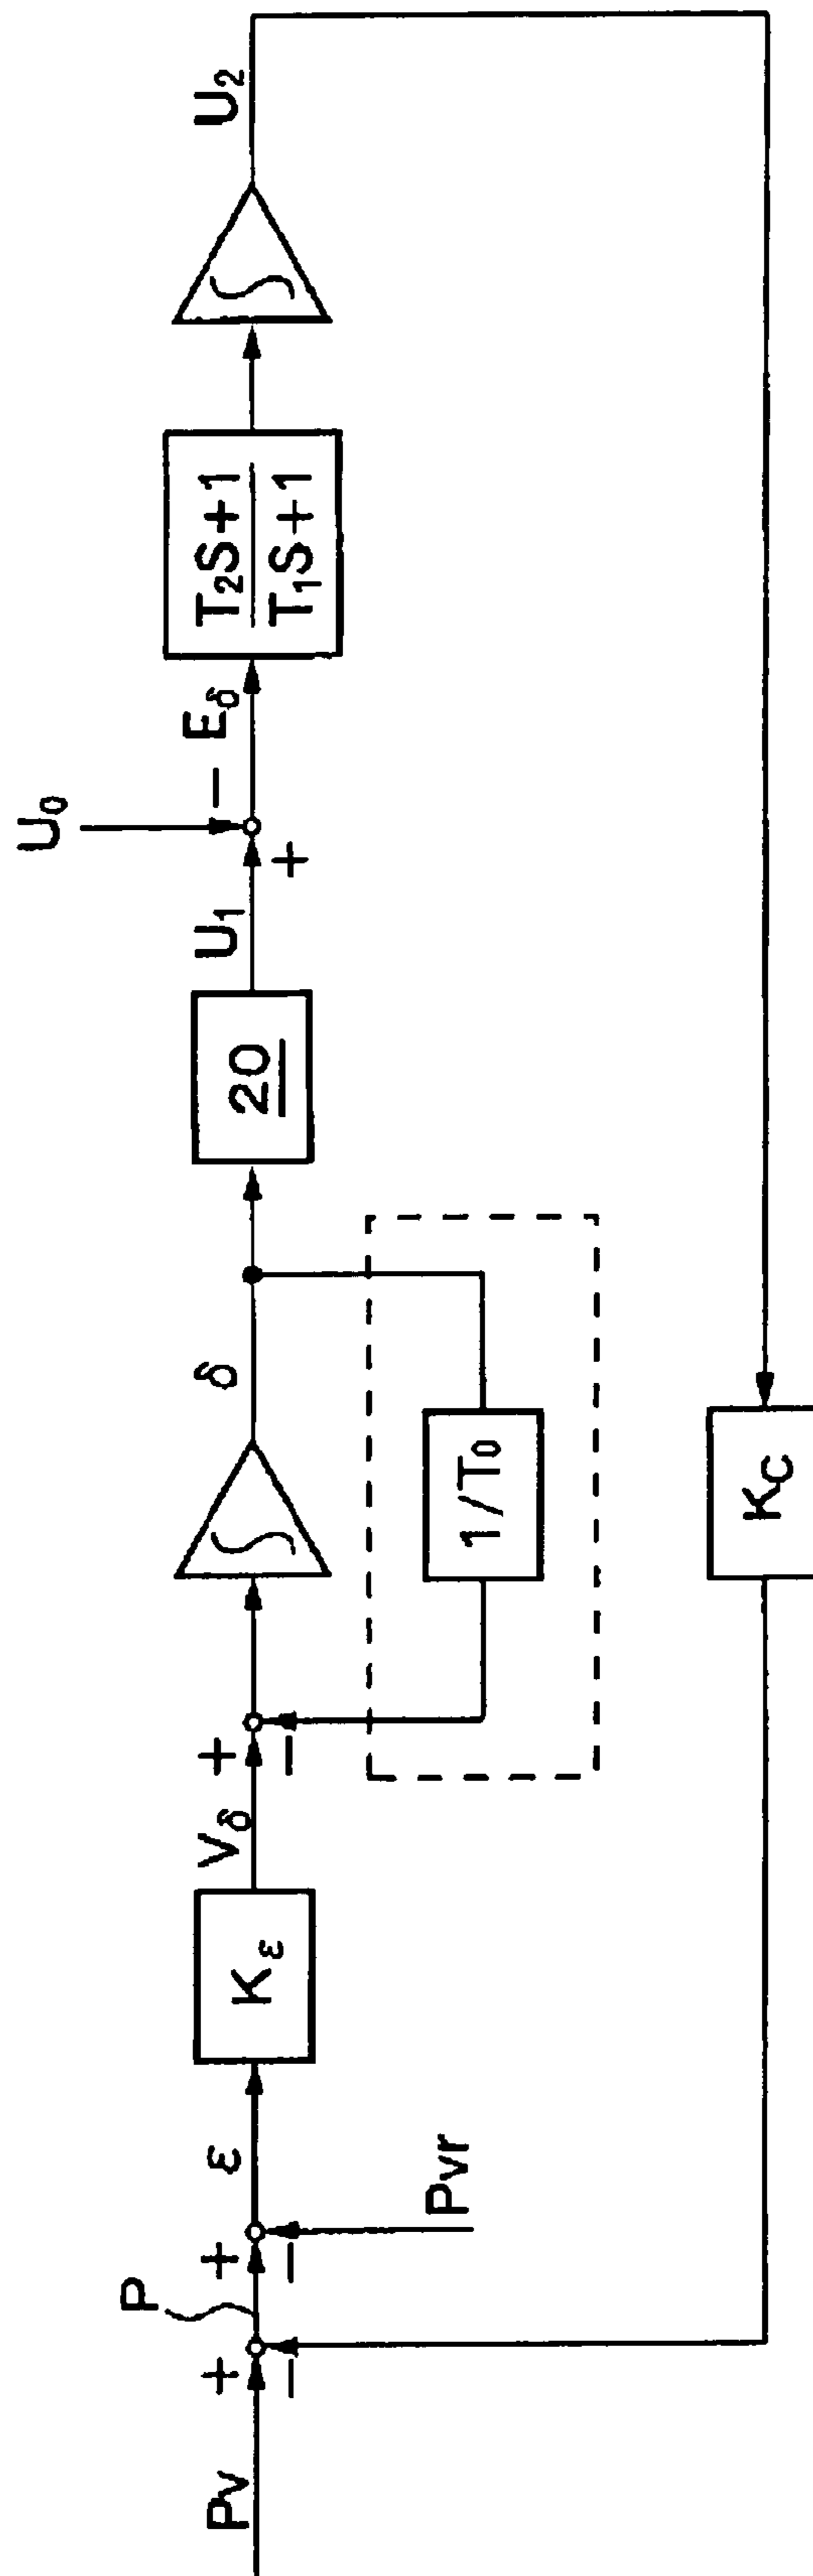 Pv
P
Pvr
ε
Kε
Vδ
δ
1/T0
20
U1
U0
Eδ
T2S+1
T1S+1
U2
KC
+
−
+
−
+
−
+
−